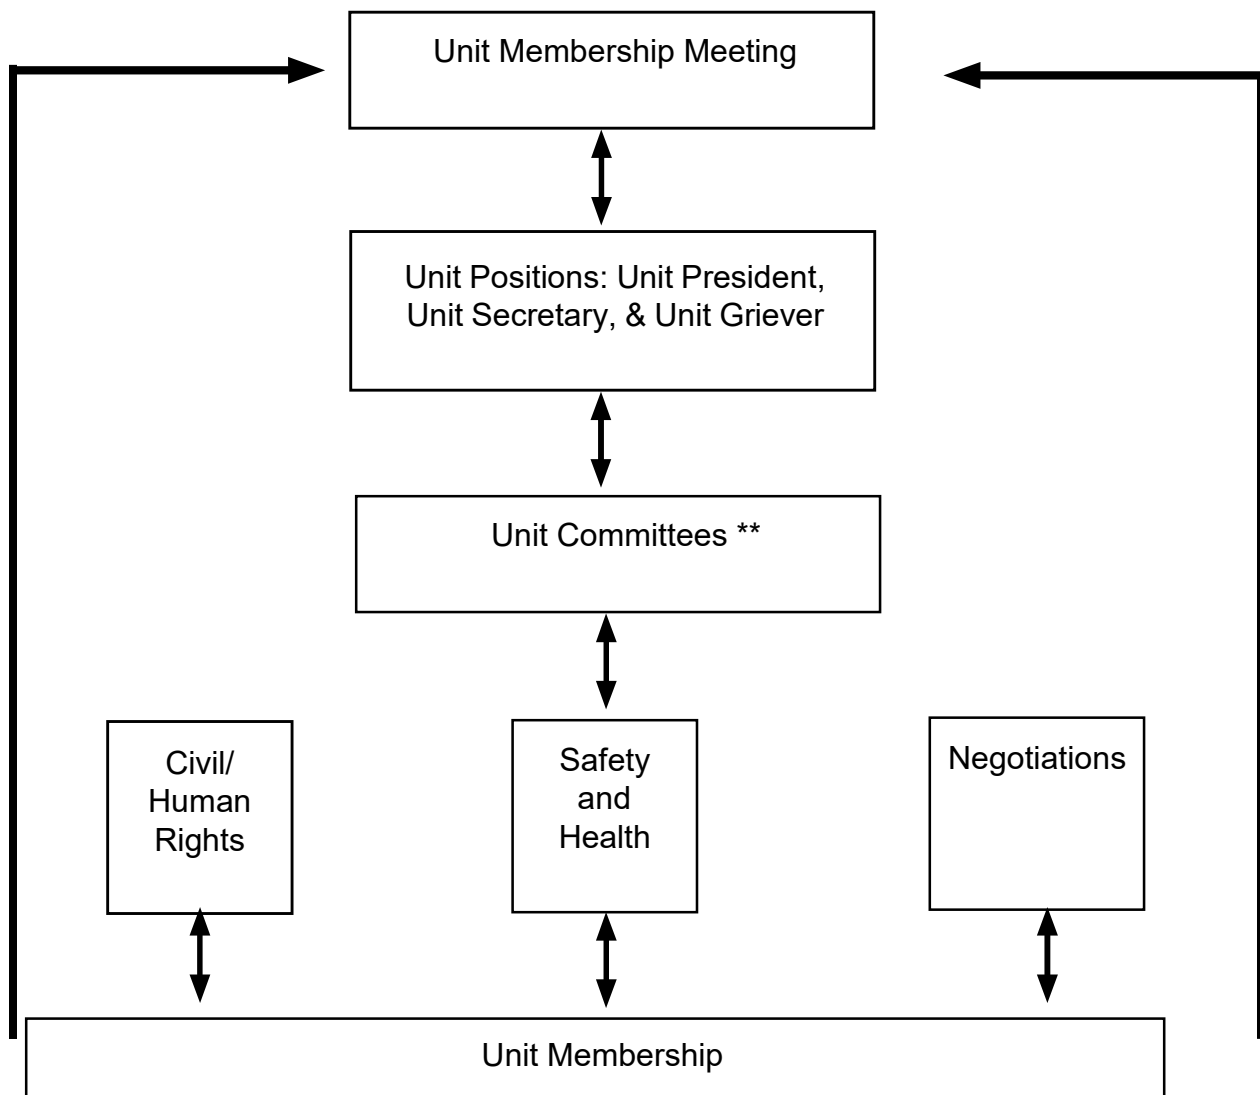 Unit Membership Meeting
Unit Positions: Unit President,
Unit Secretary, & Unit Griever
Unit Committees **
Civil/
Human
Rights
Safety
and
Health
Negotiations
Unit Membership